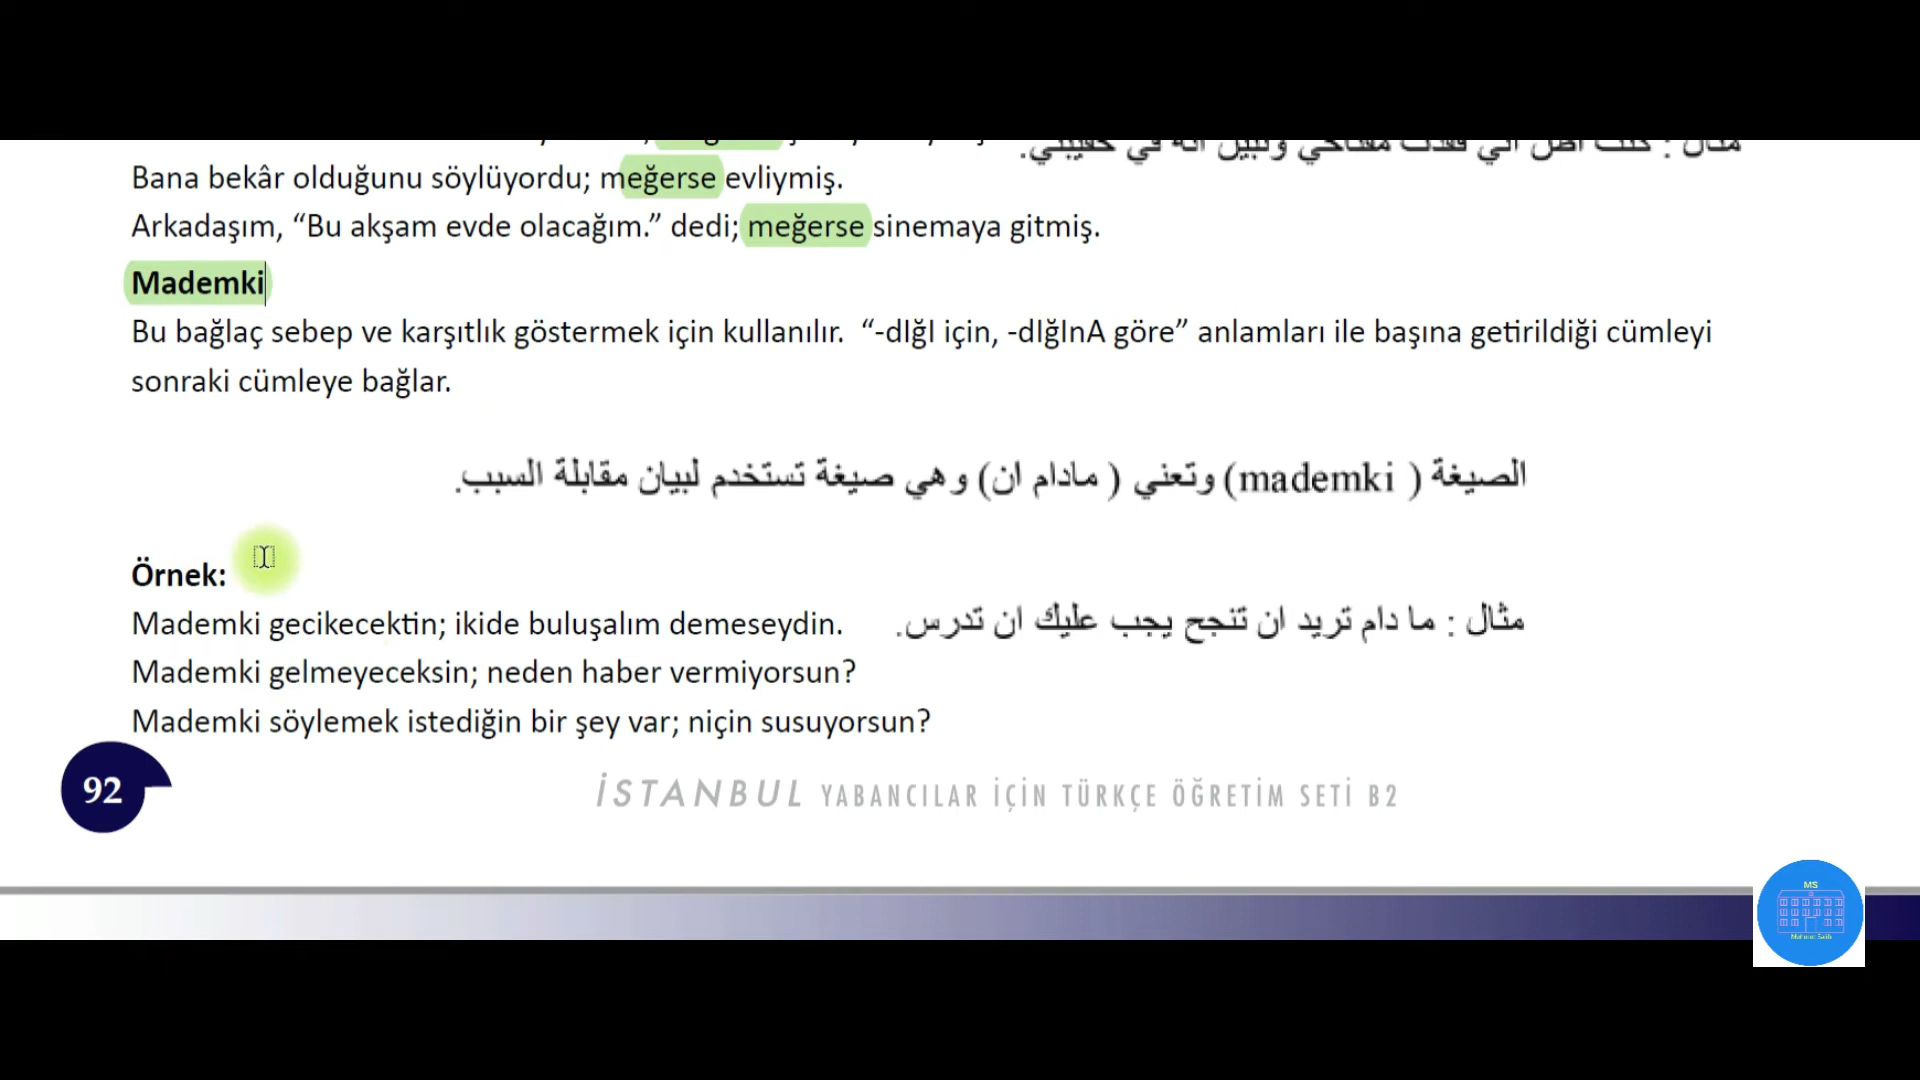 Bana bekâr olduğunu söylüyordu; meğerse evliymiş.
Arkadaşım, “Bu akşam evde olacağım.” dedi; meğerse sinemaya gitmiş.
Mademki
Bu bağlaç sebep ve karşıtlık göstermek için kullanılır. “-dIğI için, -dIğInA göre” anlamları ile başına getirildiği cümleyi
sonraki cümleye bağlar.
الصيغة ( mademki) وتعني ( مادام ان) وهي صيغة تستخدم لبيان مقابلة السبب.
Örnek:
Mademki gecikecektin; ikide buluşalım demeseydin.
مثال : ما دام تريد ان تنجح يجب عليك ان تدرس.
Mademki gelmeyeceksin; neden haber vermiyorsun?
Mademki söylemek istediğin bir şey var; niçin susuyorsun?
92
İSTANBUL YABANCILAR İÇİN TÜRKÇE ÖĞRETİM SETİ B2
MS